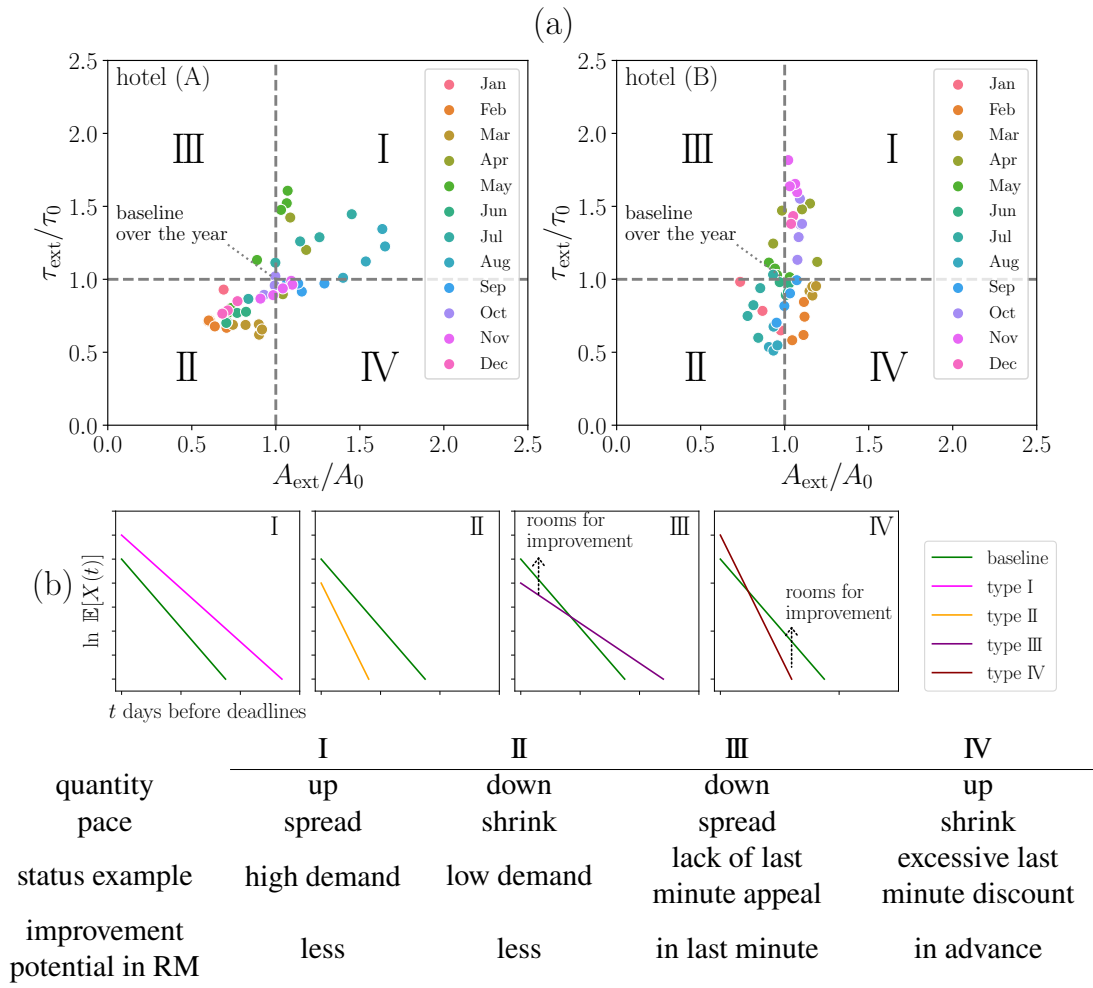 (a)
hotel (A)
2.5
2.0
1.5
1.0
0.5
0.0
τext/τ0
III
I
II
IV
baseline
over the year
Jan
Feb
Mar
Apr
May
Jun
Jul
Aug
Sep
Oct
Nov
Dec
0.0 0.5 1.0 1.5 2.0 2.5
Aext/A0
hotel (B)
2.5
2.0
1.5
1.0
0.5
0.0
τext/τ0
III
I
II
IV
baseline
over the year
Jan
Feb
Mar
Apr
May
Jun
Jul
Aug
Sep
Oct
Nov
Dec
0.0 0.5 1.0 1.5 2.0 2.5
Aext/A0
(b)
ln 𝔼[X(t)]
I
t days before deadlines
II
III
rooms for
improvement
IV
rooms for
improvement
baseline
type I
type II
type III
type IV
I II III IV
quantity up down down up
pace spread shrink spread shrink
status example high demand low demand lack of last minute appeal excessive last minute discount
improvement potential in RM less less in last minute in advance